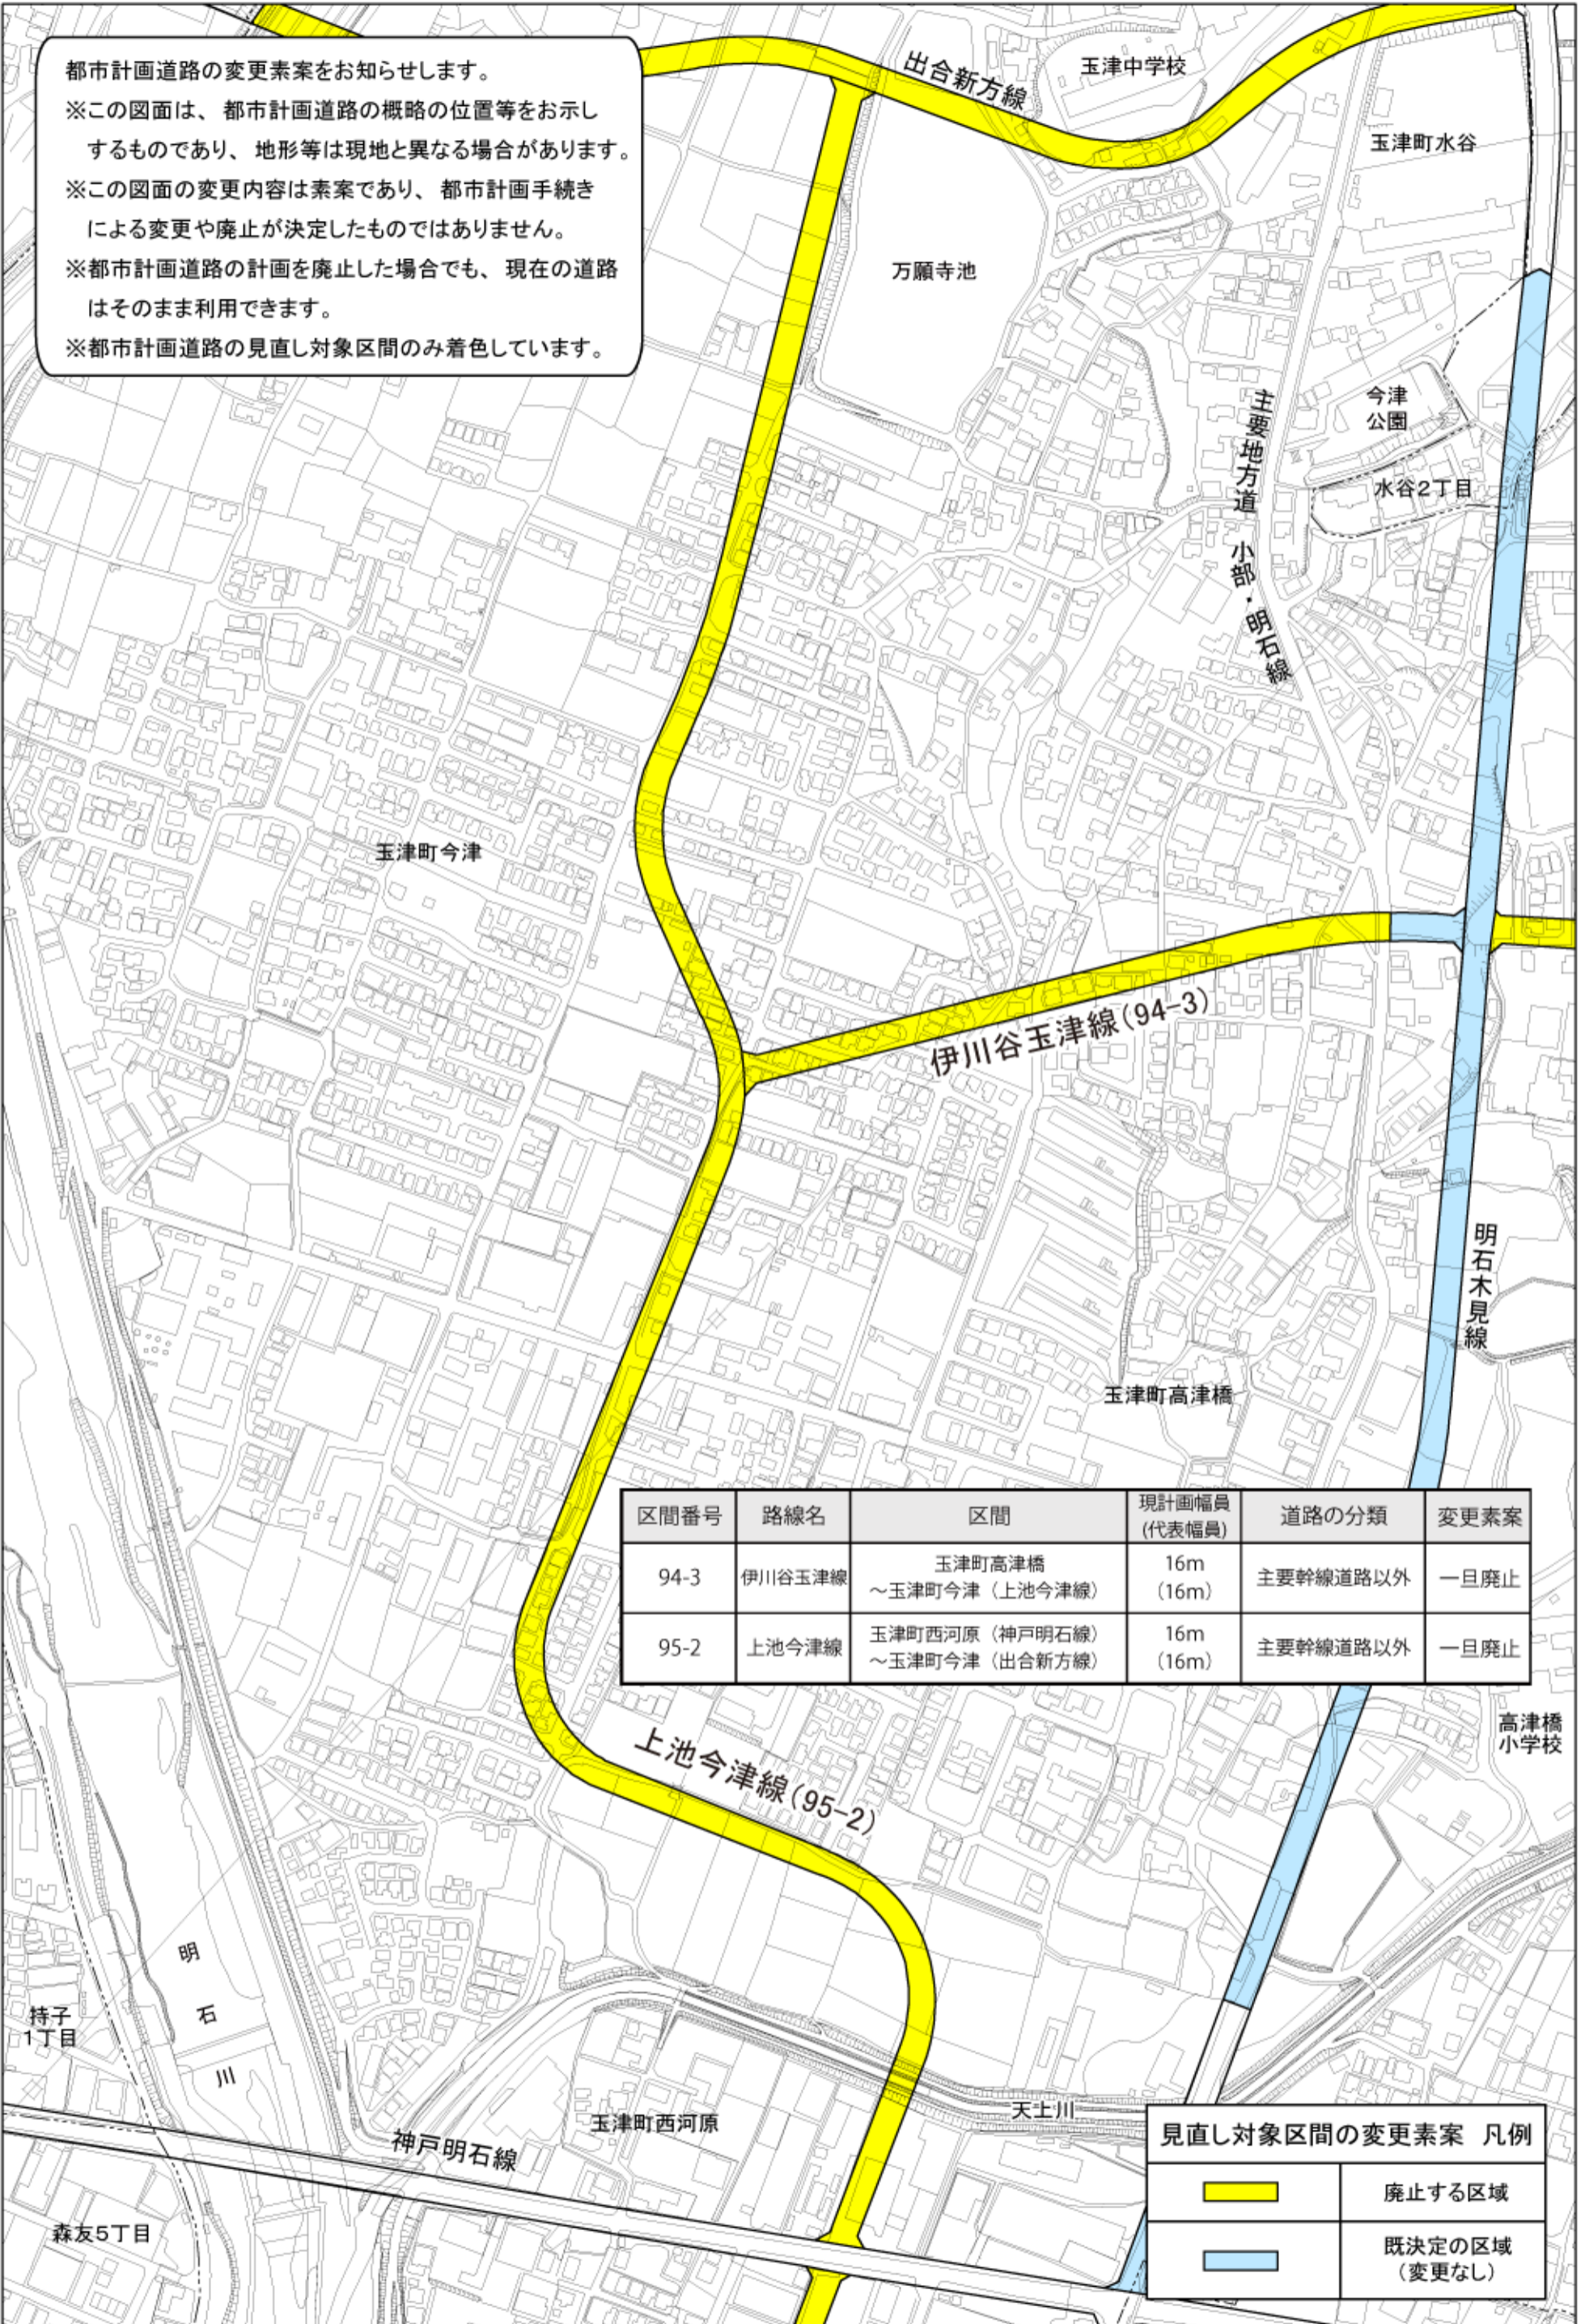 都市計画道路の変更素案をお知らせします。
※この図面は、都市計画道路の概略の位置等をお示し
するものであり、地形等は現地と異なる場合があります。
※この図面の変更内容は素案であり、都市計画手続き
による変更や廃止が決定したものではありません。
※都市計画道路の計画を廃止した場合でも、現在の道路
はそのまま利用できます。
※都市計画道路の見直し対象区間のみ着色しています。
出合新方線
玉津中学校
玉津町水谷
万願寺池
主要地方道 小部・明石線
今津
公園
水谷2丁目
玉津町今津
伊川谷玉津線(94-3)
明石木見線
玉津町高津橋
区間番号 路線名 区間 現計画幅員 (代表幅員) 道路の分類 変更素案
94-3 伊川谷玉津線 玉津町高津橋 ～玉津町今津（上池今津線） 16m （16m） 主要幹線道路以外 一旦廃止
95-2 上池今津線 玉津町西河原（神戸明石線） ～玉津町今津（出合新方線） 16m （16m） 主要幹線道路以外 一旦廃止
高津橋
小学校
上池今津線(95-2)
明石川
持子
1丁目
天上川
玉津町西河原
神戸明石線
森友5丁目
見直し対象区間の変更素案 凡例
廃止する区域
既決定の区域
（変更なし）